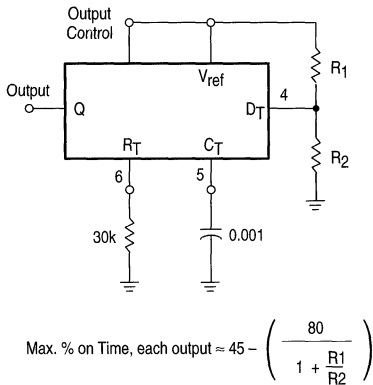 Output
Control
Output
Q
Vref
DT
4
R1
R2
RT
CT
6
5
30k
0.001
Max. % on Time, each output ≈ 45 – ( 80 / 1 + R1/R2 )